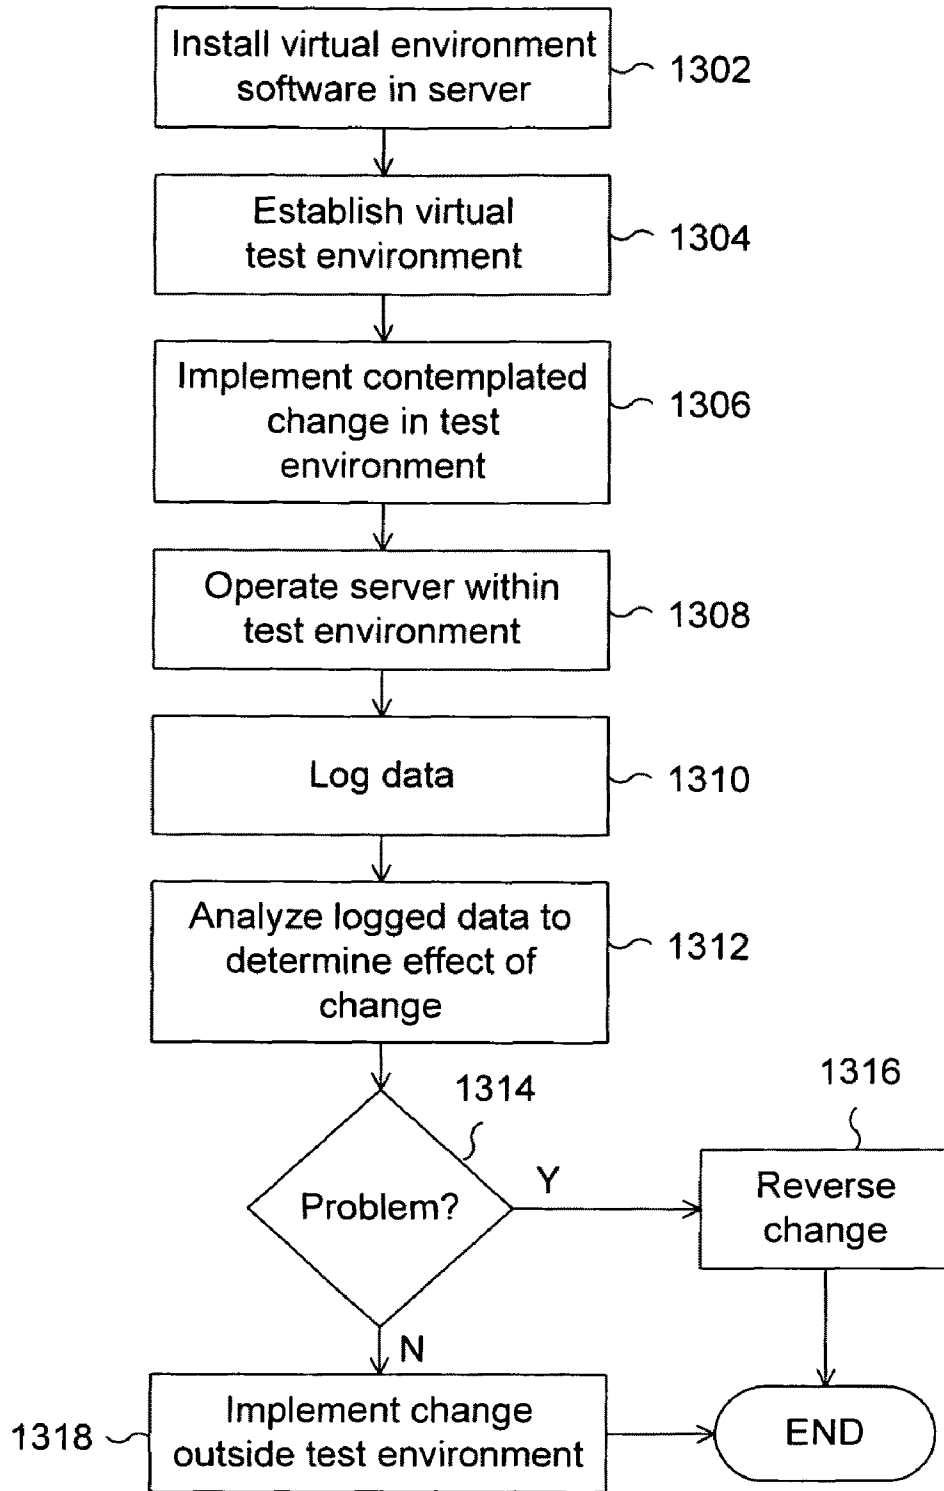 Install virtual environment
software in server
1302
Establish virtual
test environment
1304
Implement contemplated
change in test
environment
1306
Operate server within
test environment
1308
Log data
1310
Analyze logged data to
determine effect of
change
1312
1314
Problem?
Y
1316
Reverse
change
N
1318
Implement change
outside test environment
END